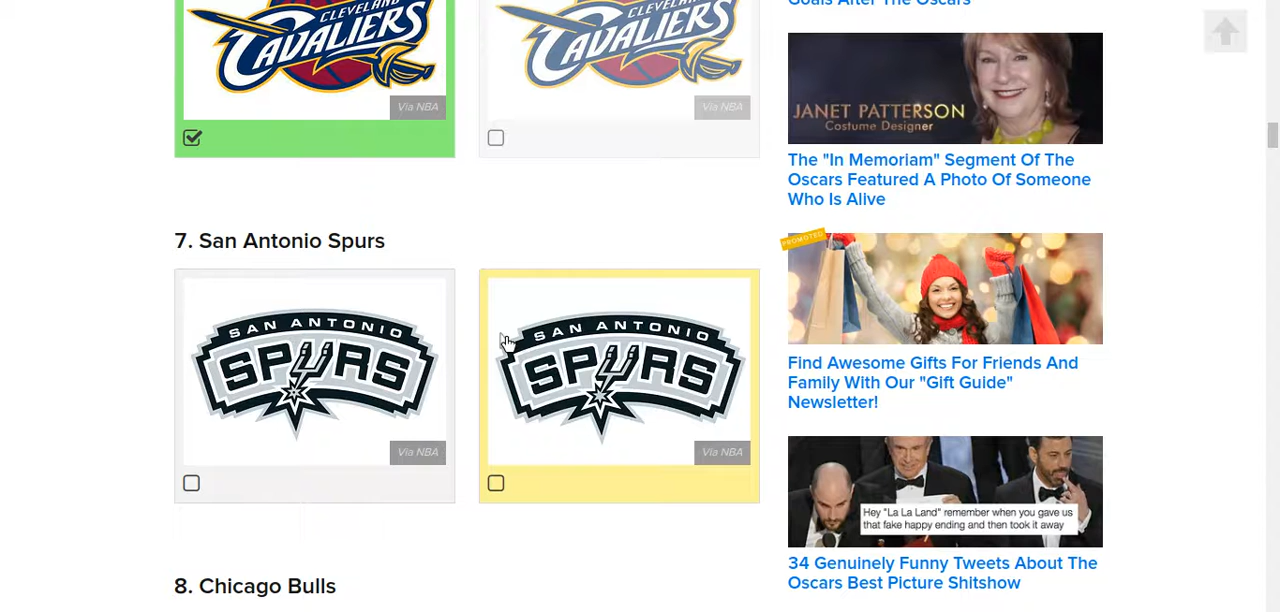 CLEVELAND
CAVALIERS
Via NBA
CLEVELAND
CAVALIERS
Via NBA
7. San Antonio Spurs
SAN ANTONIO
SPURS
Via NBA
SAN ANTONIO
SPURS
Via NBA
8. Chicago Bulls
Goals After The Oscars
JANET PATTERSON
Costume Designer
The "In Memoriam" Segment Of The
Oscars Featured A Photo Of Someone
Who Is Alive
PROMOTED
Find Awesome Gifts For Friends And
Family With Our "Gift Guide"
Newsletter!
Hey "La La Land" remember when you gave us
that fake happy ending and then took it away
34 Genuinely Funny Tweets About The
Oscars Best Picture Shitshow